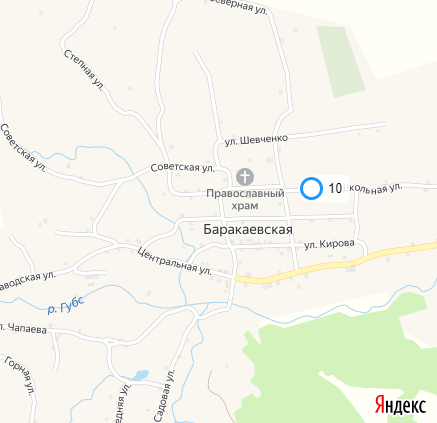 Северная ул.
Степная ул.
ул. Шевченко
Советская ул.
Советская ул.
Православный
храм
10
кольная ул.
Баракаевская
ул. Кирова
Центральная ул.
аводская ул.
р. Губс
л. Чапаева
Горная ул.
едняя ул.
Садовая ул.
Яндекс